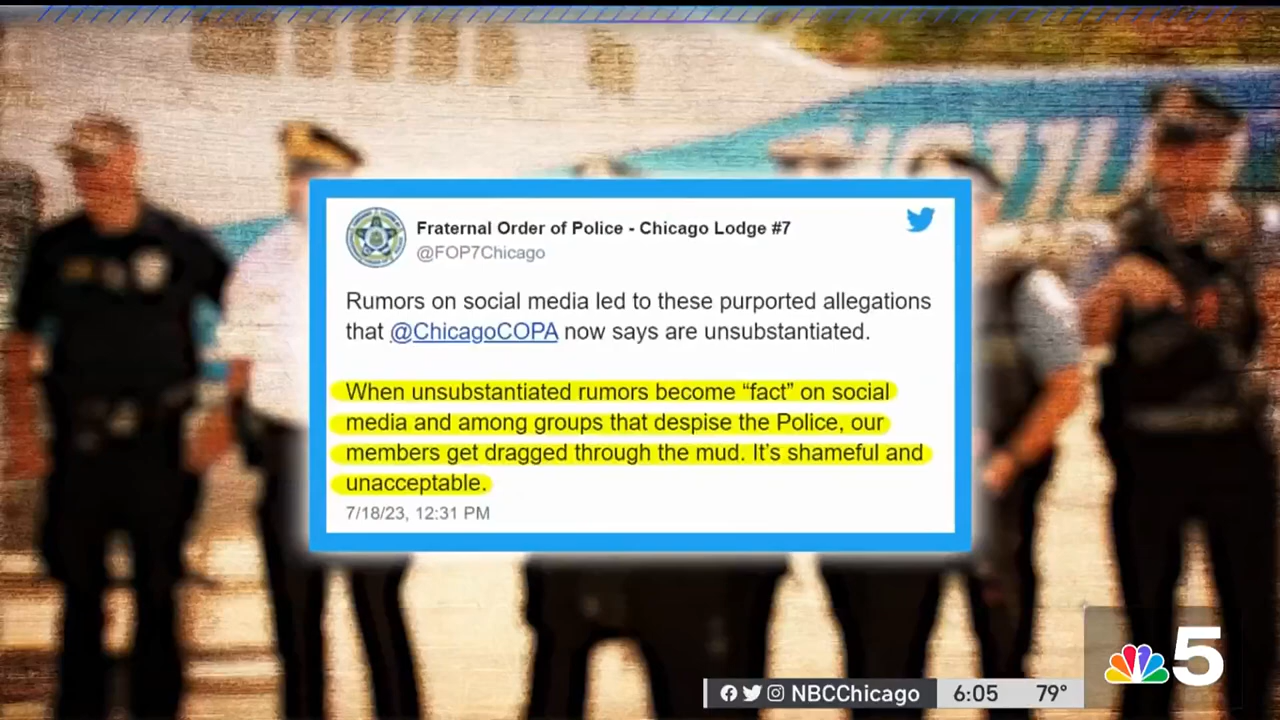 Fraternal Order of Police - Chicago Lodge #7
@FOP7Chicago
Rumors on social media led to these purported allegations
that @ChicagoCOPA now says are unsubstantiated.
When unsubstantiated rumors become “fact” on social
media and among groups that despise the Police, our
members get dragged through the mud. It’s shameful and
unacceptable.
7/18/23, 12:31 PM
5
NBCChicago 6:05 79°